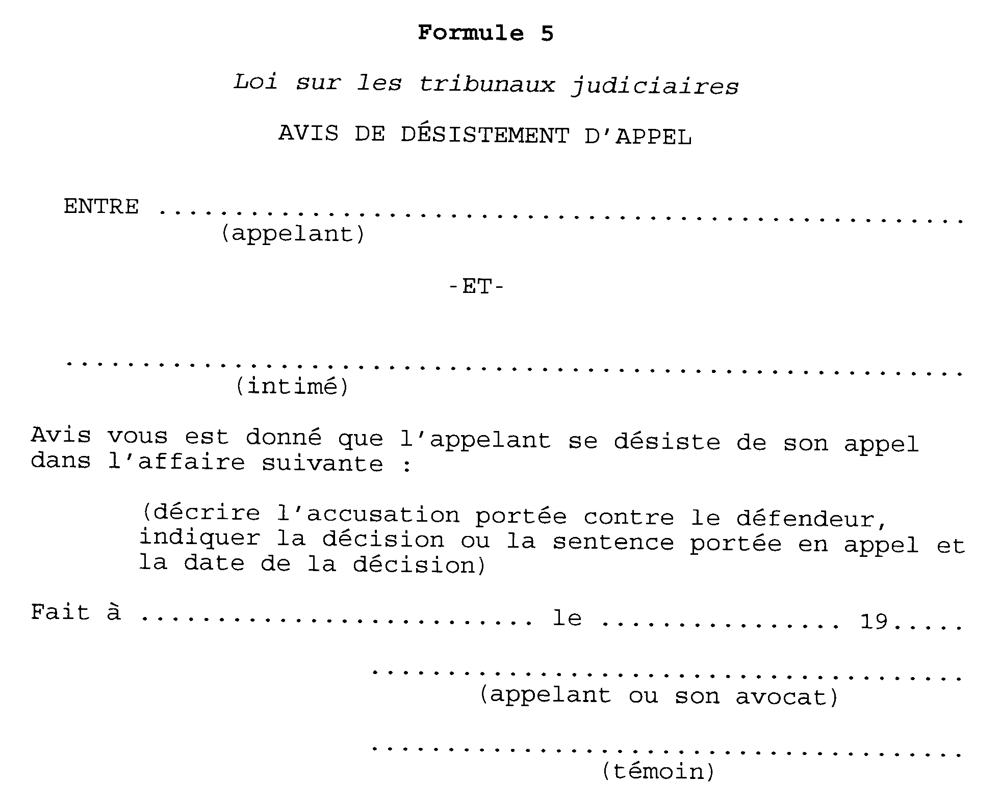 Formule 5
Loi sur les tribunaux judiciaires
AVIS DE DÉSISTEMENT D'APPEL
ENTRE .....................................................
(appelant)
-ET-
...........................................................
(intimé)
Avis vous est donné que l'appelant se désiste de son appel
dans l'affaire suivante :
(décrire l'accusation portée contre le défendeur,
indiquer la décision ou la sentence portée en appel et
la date de la décision)
Fait à .......................... le ................ 19.....
.......................................
(appelant ou son avocat)
.......................................
(témoin)